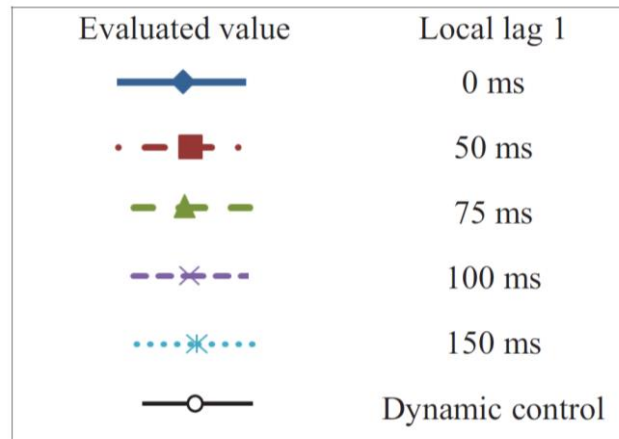 Evaluated value Local lag 1
0 ms
50 ms
75 ms
100 ms
150 ms
Dynamic control